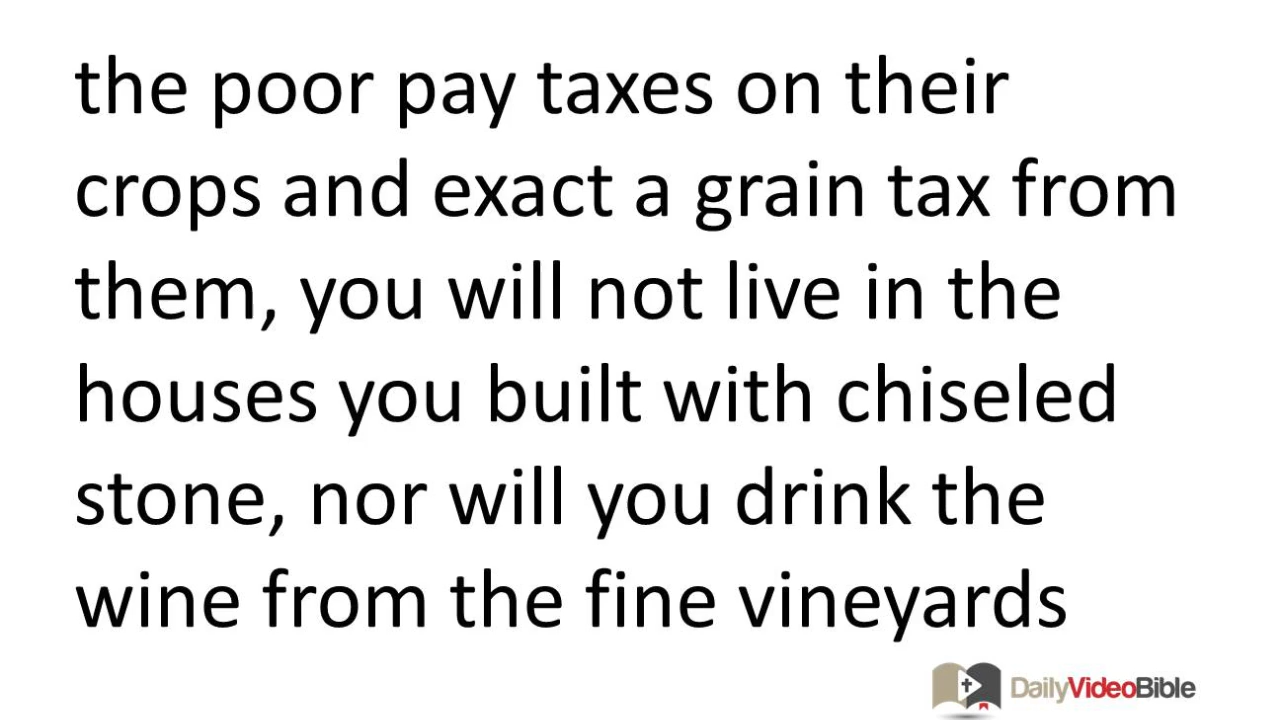 the poor pay taxes on their
crops and exact a grain tax from
them, you will not live in the
houses you built with chiseled
stone, nor will you drink the
wine from the fine vineyards
DailyVideoBible